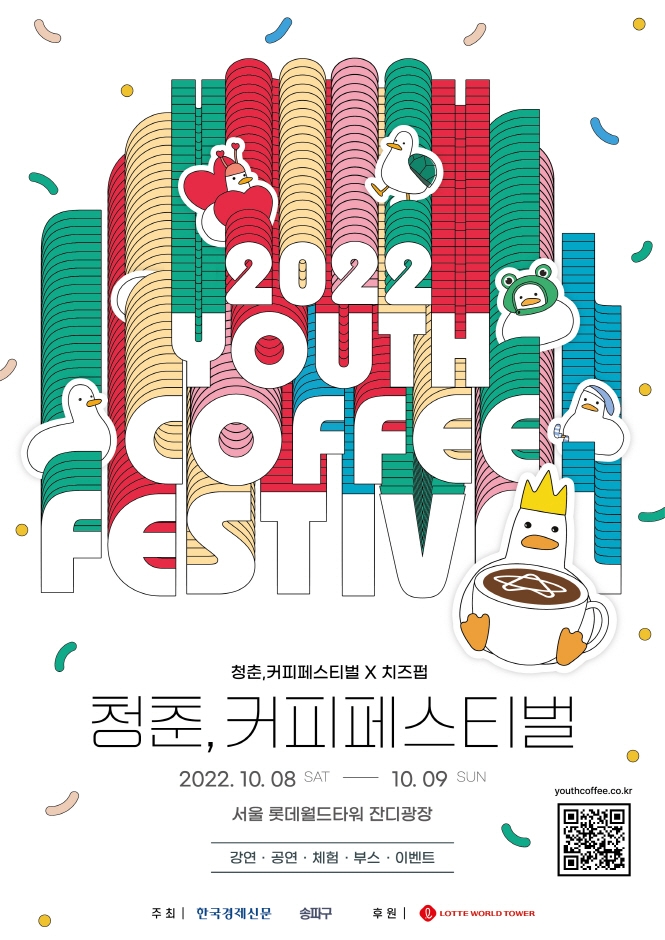 2022
YOUTH
COFFEE
FESTIVAL
청춘,커피페스티벌 X 치즈펍
청춘,커피페스티벌
2022. 10. 08 SAT — 10. 09 SUN
서울 롯데월드타워 잔디광장
youthcoffee.co.kr
강연 · 공연 · 체험 · 부스 · 이벤트
주최 | 한국경제신문 송파구 후원 | LOTTE WORLD TOWER